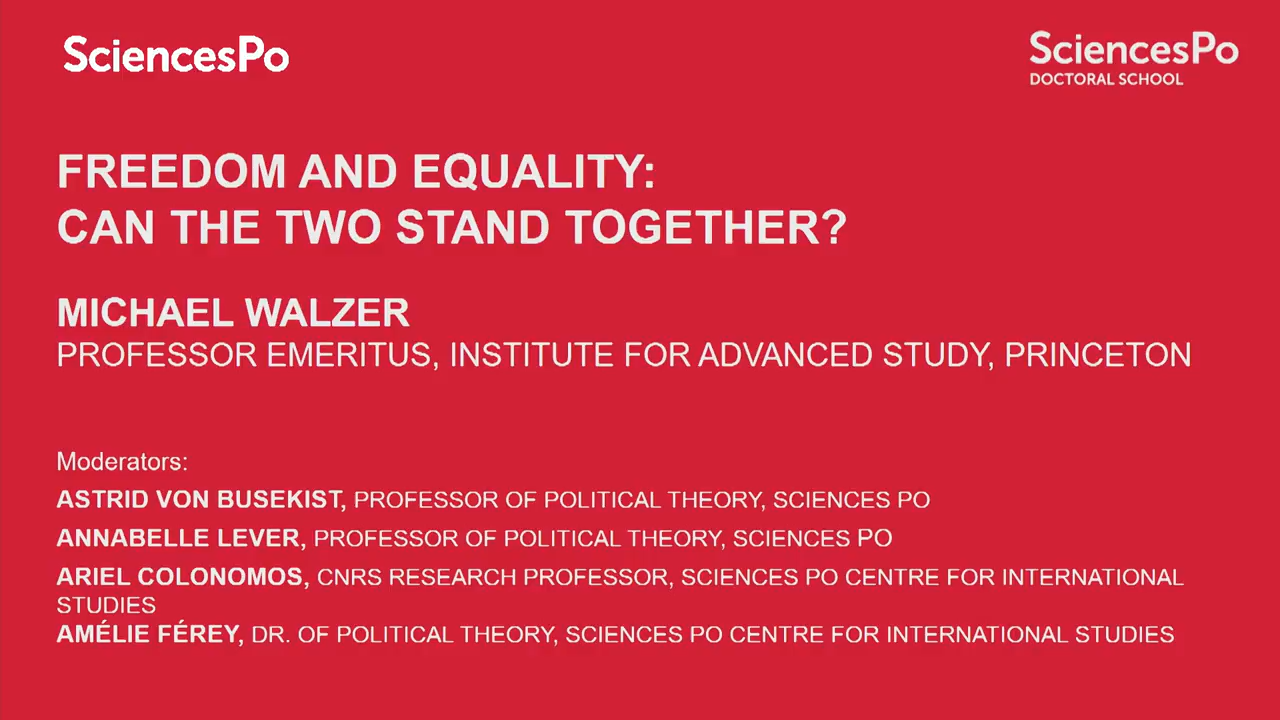 SciencesPo
SciencesPo
DOCTORAL SCHOOL
FREEDOM AND EQUALITY:
CAN THE TWO STAND TOGETHER?
MICHAEL WALZER
PROFESSOR EMERITUS, INSTITUTE FOR ADVANCED STUDY, PRINCETON
Moderators:
ASTRID VON BUSEKIST, PROFESSOR OF POLITICAL THEORY, SCIENCES PO
ANNABELLE LEVER, PROFESSOR OF POLITICAL THEORY, SCIENCES PO
ARIEL COLONOMOS, CNRS RESEARCH PROFESSOR, SCIENCES PO CENTRE FOR INTERNATIONAL
STUDIES
AMÉLIE FÉREY, DR. OF POLITICAL THEORY, SCIENCES PO CENTRE FOR INTERNATIONAL STUDIES